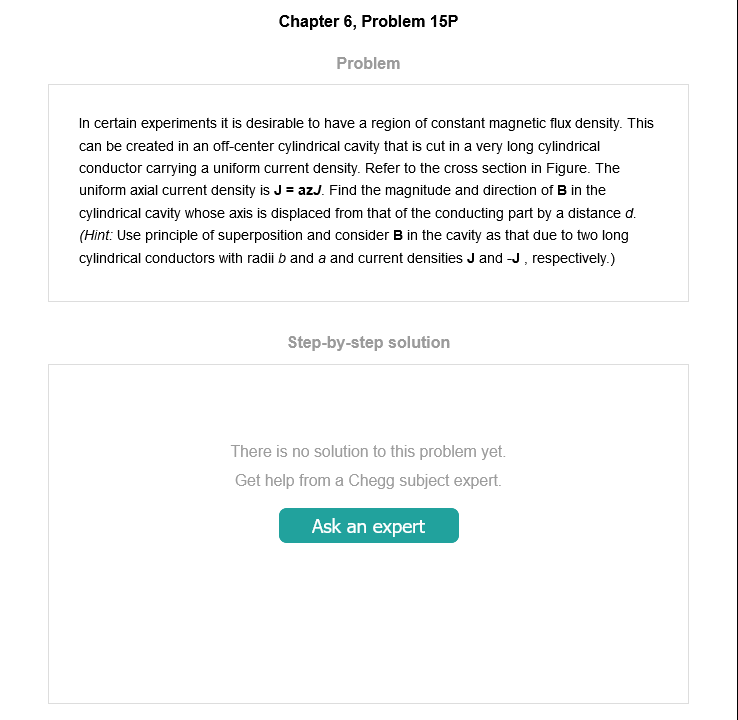 Chapter 6, Problem 15P
Problem
In certain experiments it is desirable to have a region of constant magnetic flux density. This
can be created in an off-center cylindrical cavity that is cut in a very long cylindrical
conductor carrying a uniform current density. Refer to the cross section in Figure. The
uniform axial current density is J = azJ. Find the magnitude and direction of B in the
cylindrical cavity whose axis is displaced from that of the conducting part by a distance d.
(Hint: Use principle of superposition and consider B in the cavity as that due to two long
cylindrical conductors with radii b and a and current densities J and -J , respectively.)
Step-by-step solution
There is no solution to this problem yet.
Get help from a Chegg subject expert.
Ask an expert